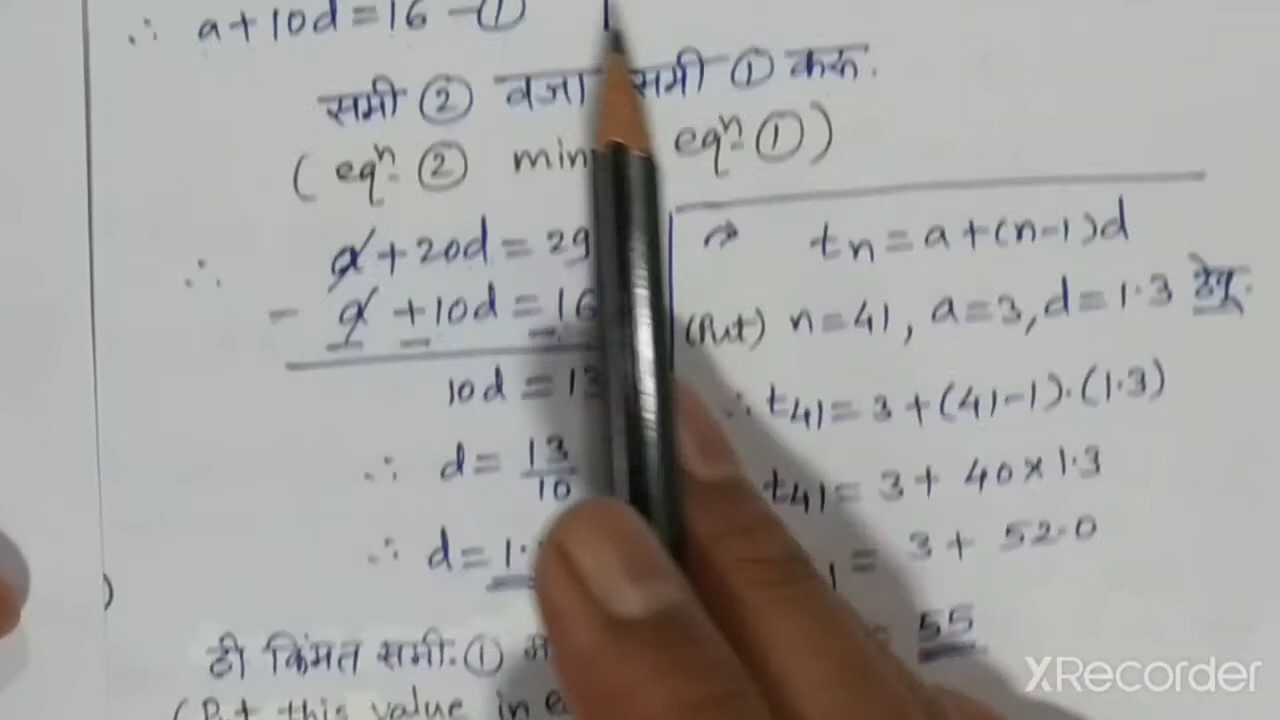 ∴ a+10d=16 -①
समी ② वजा समी ① करू.
(eqⁿ. ② min eqⁿ. ①)
∴ a+20d=29
- a+10d=16
10d=13
∴ d=13/10
∴ d=1.
ही किंमत समी.①
(Put this value in
→ tn=a+(n-1)d
(Put) n=41, a=3, d=1.3 ठेवू.
∴ t41=3+(41-1).(1.3)
t41=3+ 40×1.3
= 3+ 52.0
= 55
XRecorder